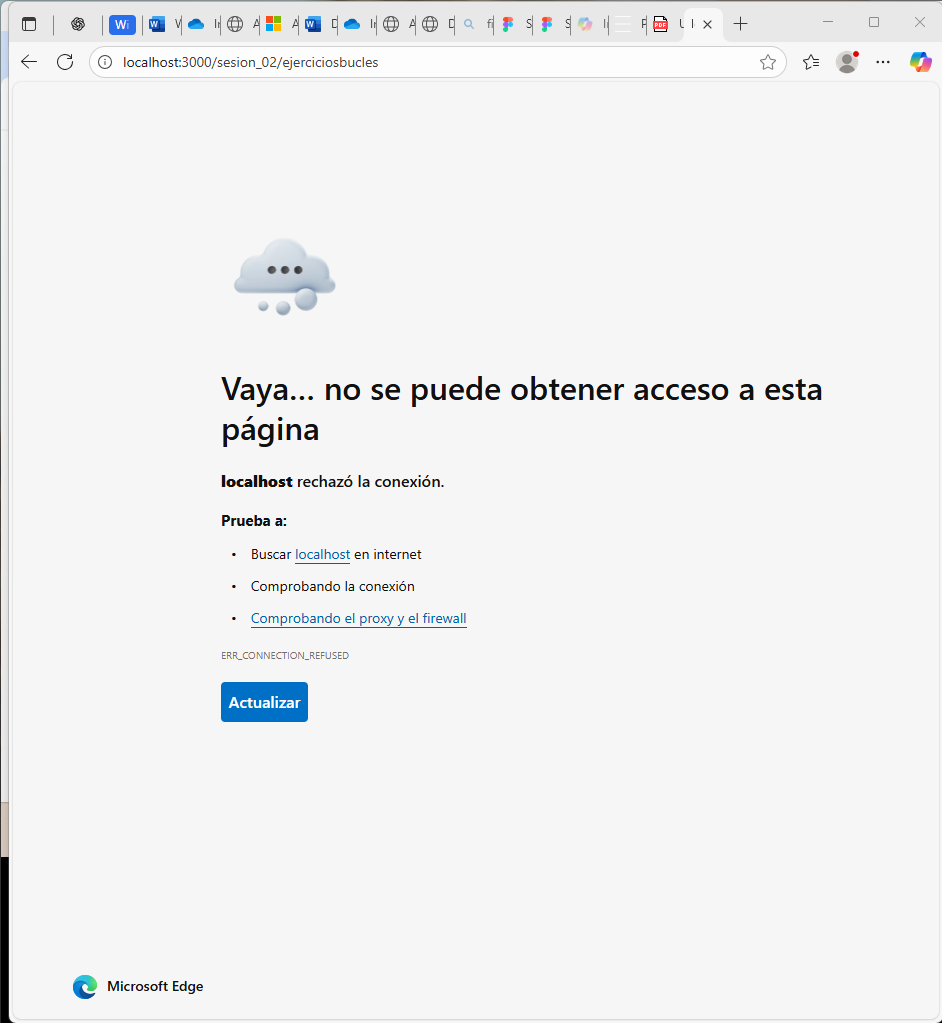 Wi
localhost:3000/sesion_02/ejerciciosbucles
Vaya... no se puede obtener acceso a esta
página
localhost rechazó la conexión.
Prueba a:
• Buscar localhost en internet
• Comprobando la conexión
• Comprobando el proxy y el firewall
ERR_CONNECTION_REFUSED
Actualizar
Microsoft Edge